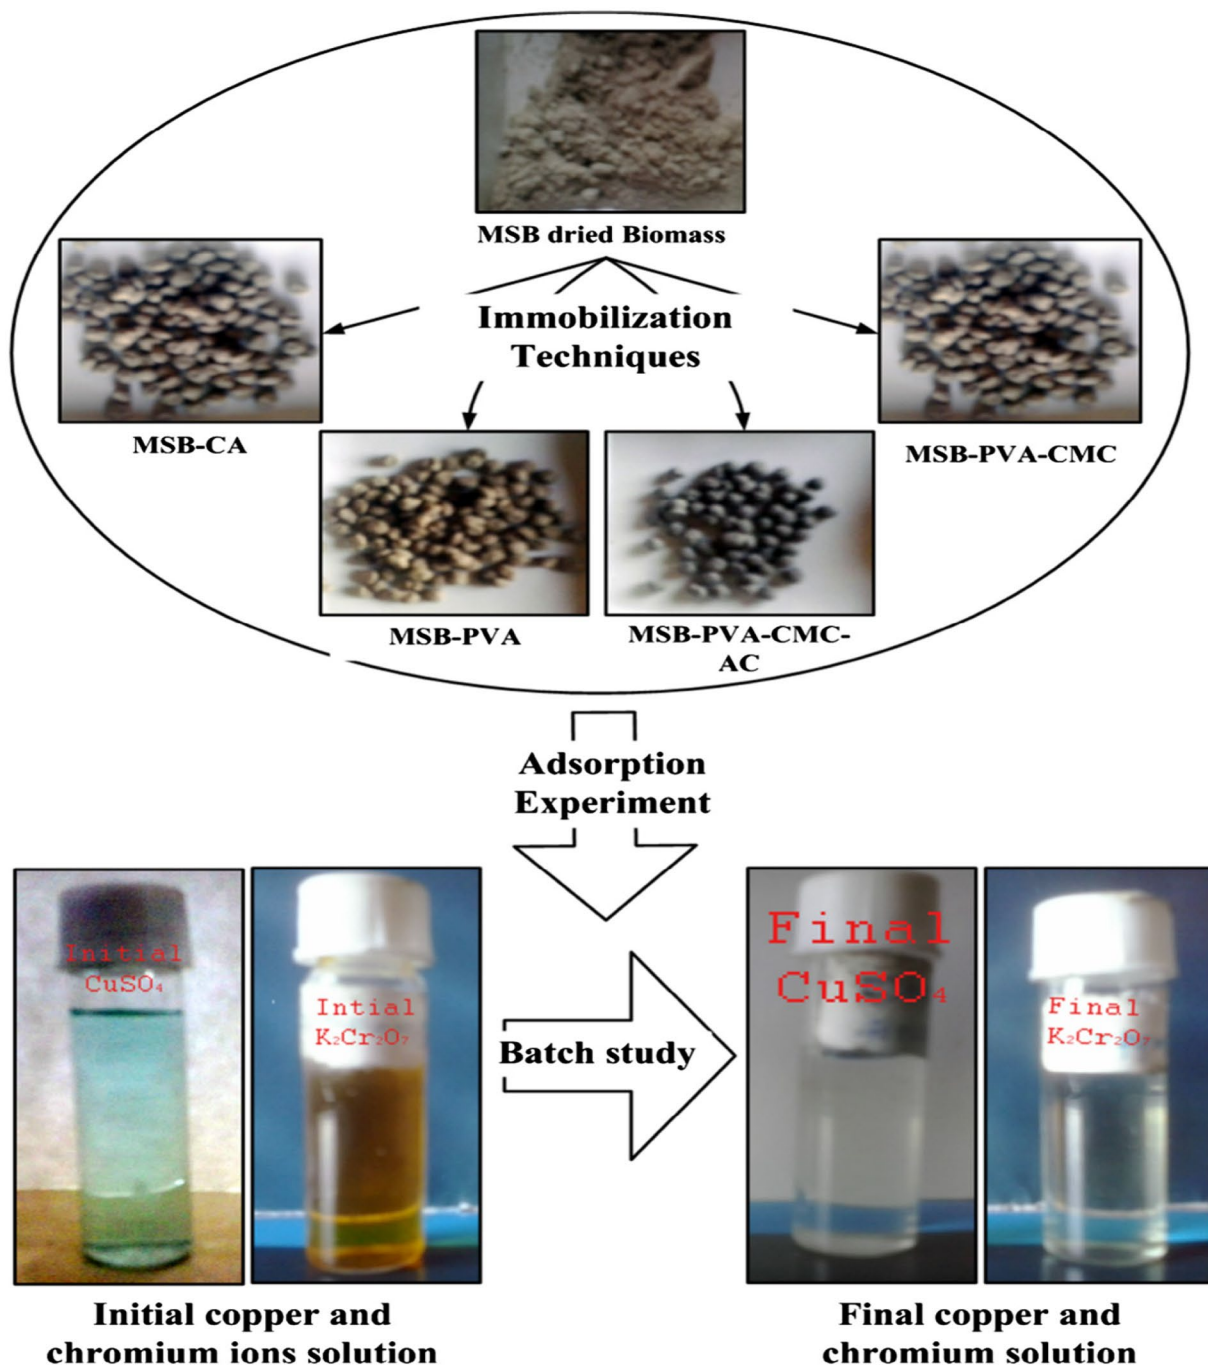 MSB dried Biomass
Immobilization
Techniques
MSB-CA
MSB-PVA-CMC
MSB-PVA
MSB-PVA-CMC-
AC
Adsorption
Experiment
Initial
CuSO₄
Intial
K₂Cr₂O₇
Batch study
Final
CuSO₄
Final
K₂Cr₂O₇
Initial copper and
chromium ions solution
Final copper and
chromium solution